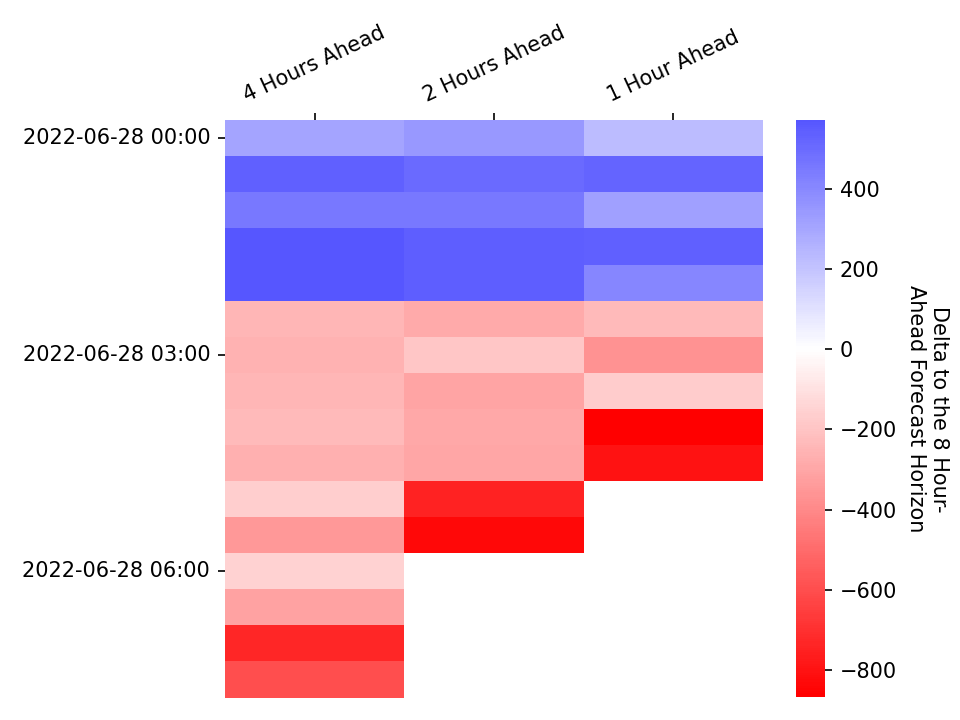 4 Hours Ahead
2 Hours Ahead
1 Hour Ahead
2022-06-28 00:00
2022-06-28 03:00
2022-06-28 06:00
400
200
0
−200
−400
−600
−800
Delta to the 8 Hour-
Ahead Forecast Horizon